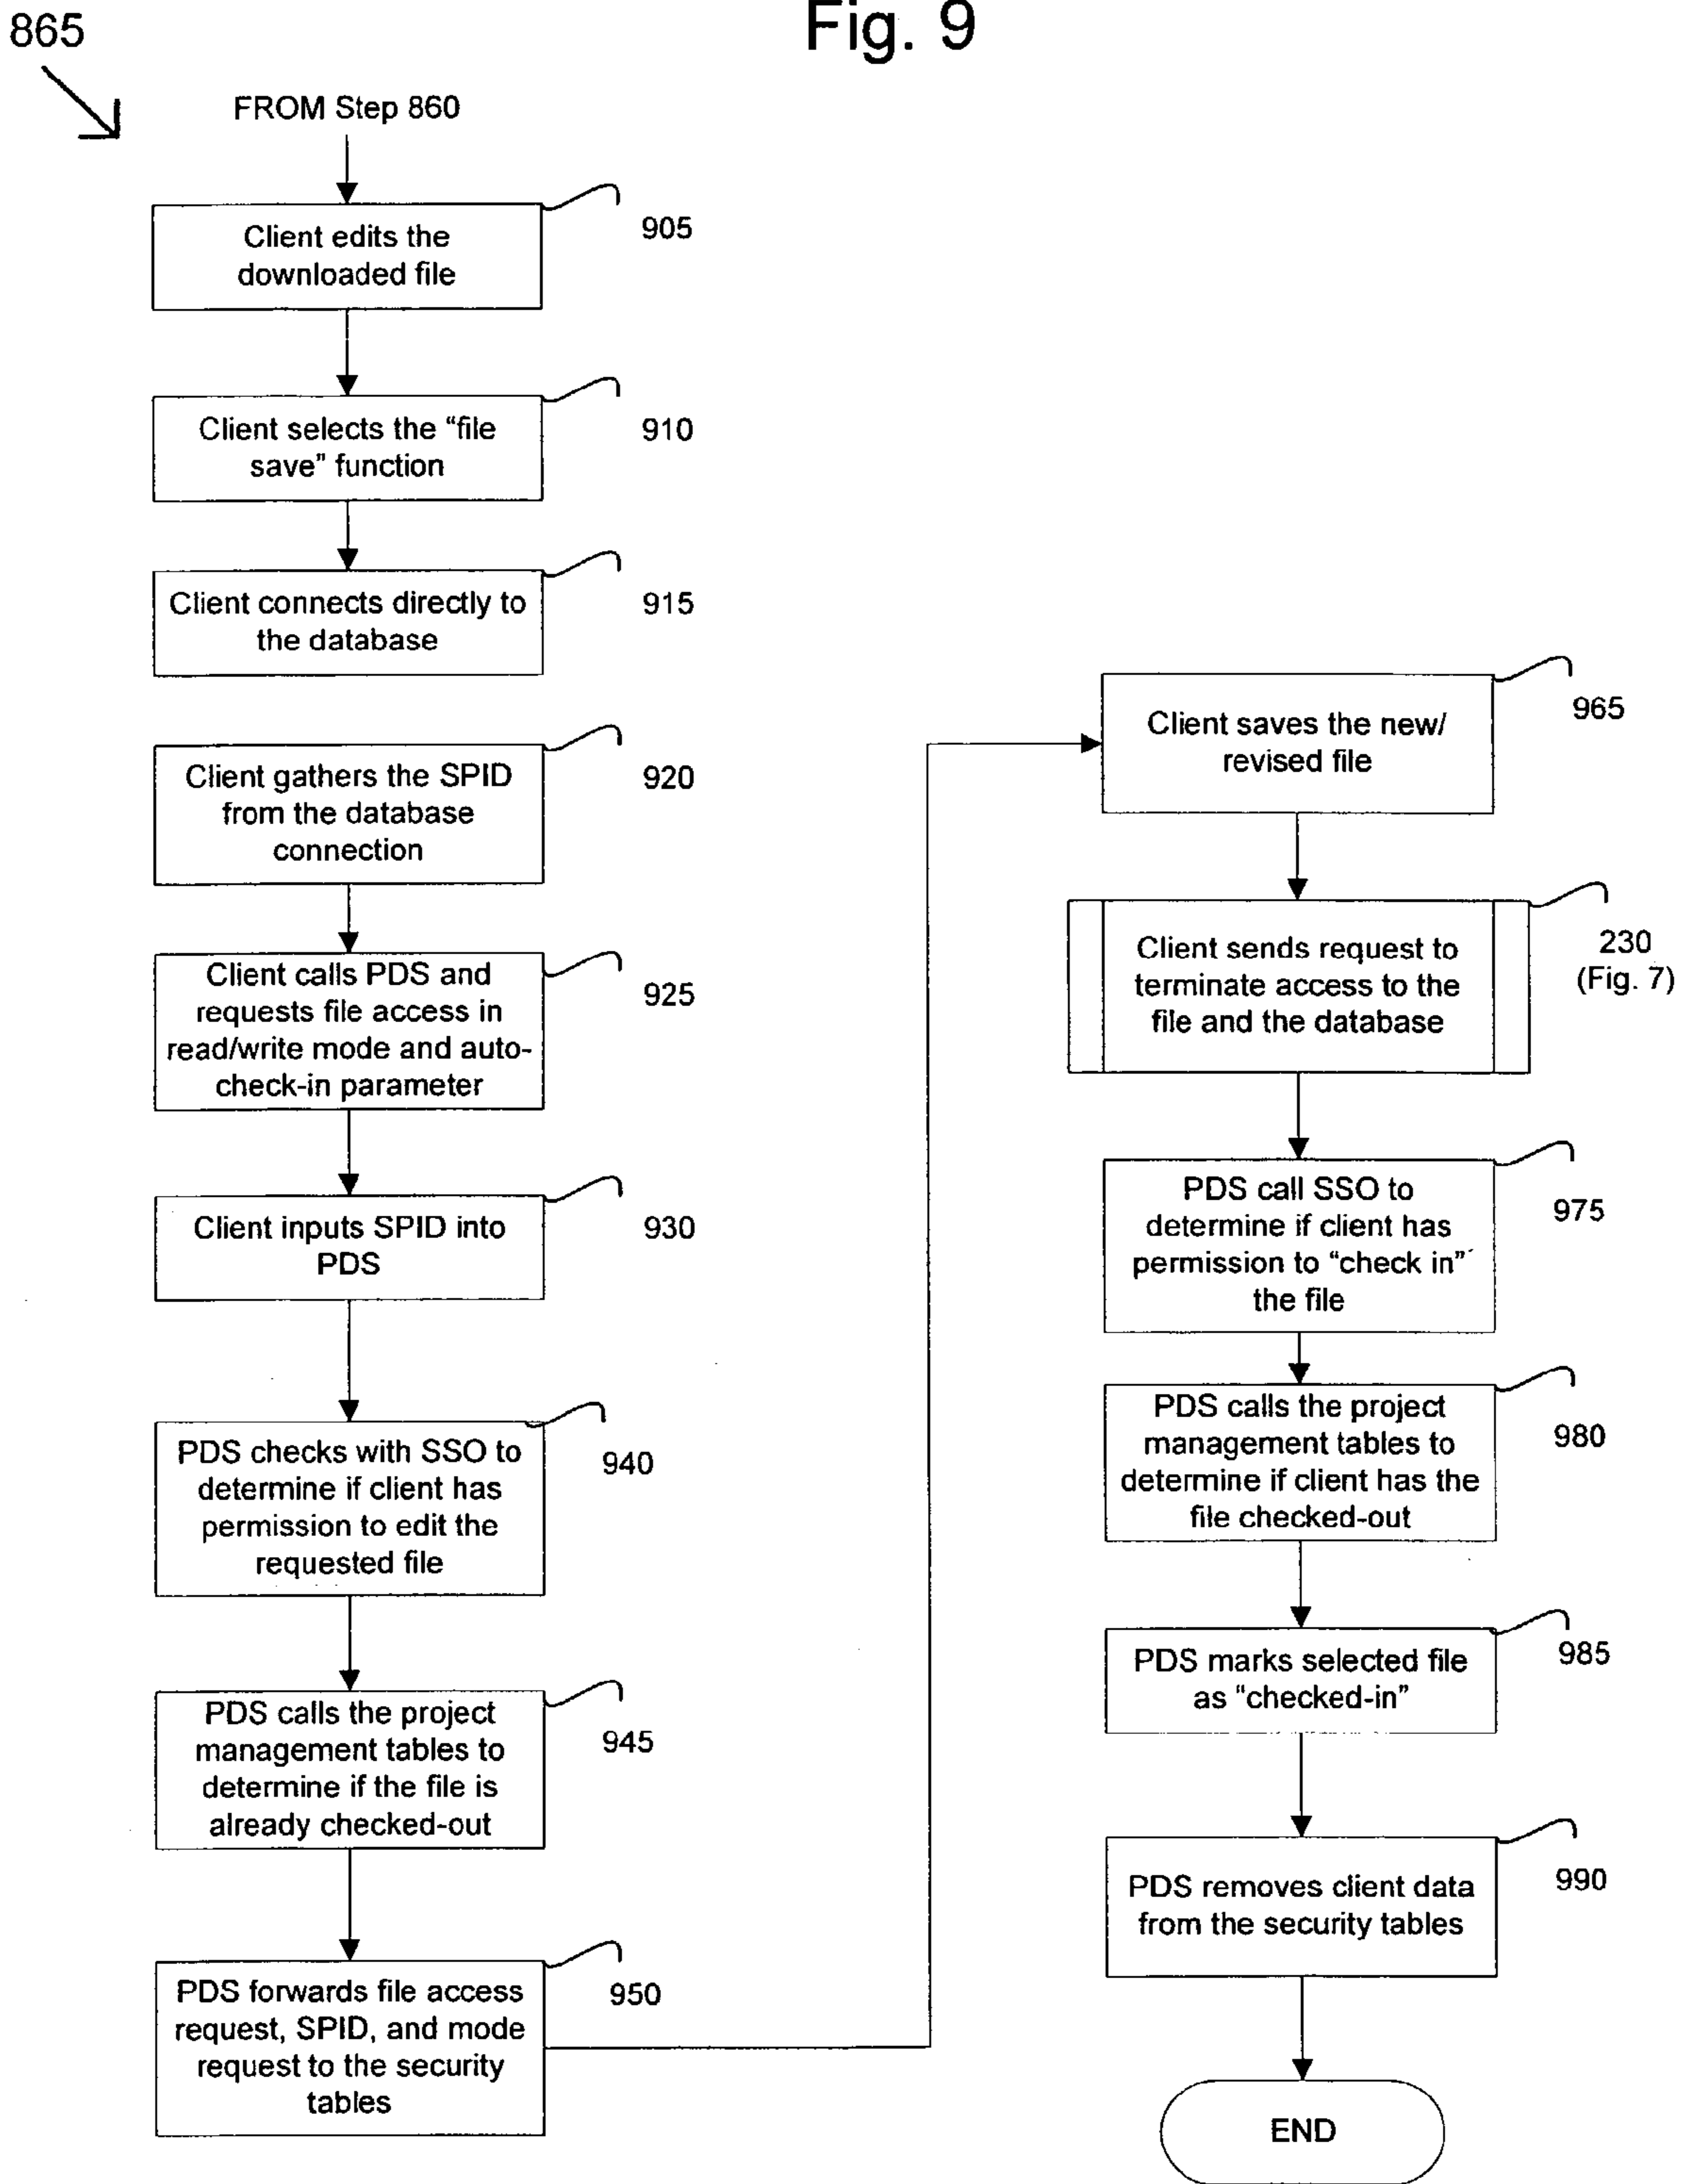 Fig. 9
865
FROM Step 860
Client edits the
downloaded file
905
Client selects the “file
save” function
910
Client connects directly to
the database
915
Client gathers the SPID
from the database
connection
920
Client calls PDS and
requests file access in
read/write mode and auto-
check-in parameter
925
Client inputs SPID into
PDS
930
PDS checks with SSO to
determine if client has
permission to edit the
requested file
940
PDS calls the project
management tables to
determine if the file is
already checked-out
945
PDS forwards file access
request, SPID, and mode
request to the security
tables
950
Client saves the new/
revised file
965
Client sends request to
terminate access to the
file and the database
230
(Fig. 7)
PDS call SSO to
determine if client has
permission to “check in”
the file
975
PDS calls the project
management tables to
determine if client has the
file checked-out
980
PDS marks selected file
as “checked-in”
985
PDS removes client data
from the security tables
990
END